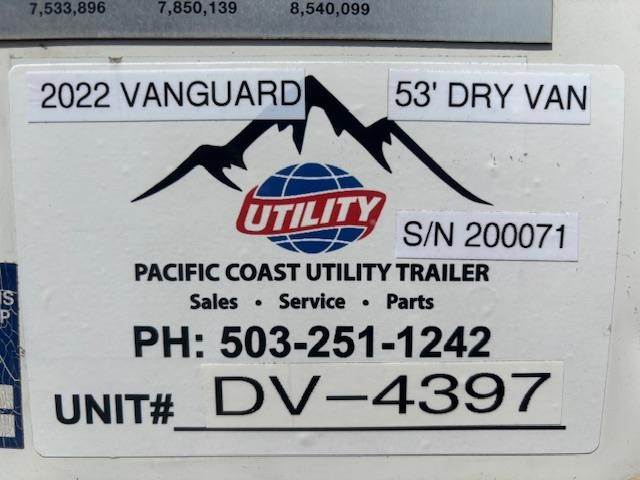 7,533,896 7,850,139 8,540,099
2022 VANGUARD 53' DRY VAN
UTILITY
S/N 200071
PACIFIC COAST UTILITY TRAILER
Sales • Service • Parts
PH: 503-251-1242
UNIT# DV-4397